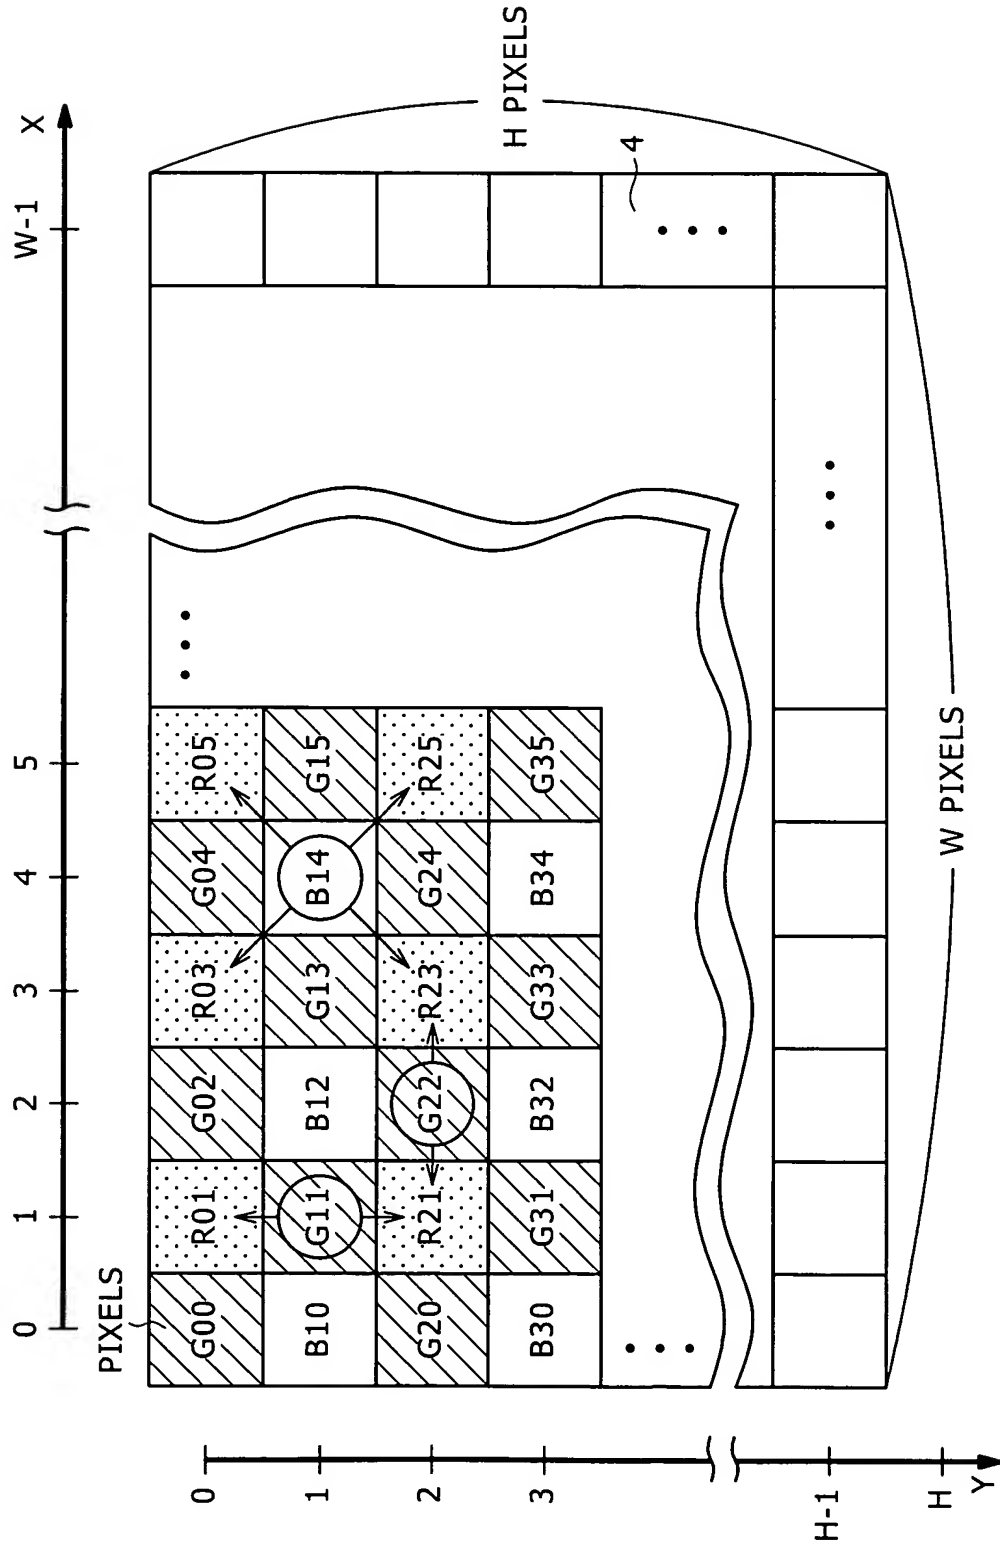 X
0 1 2 3 4 5 W-1
PIXELS
G00 R01 G02 R03 G04 R05
B10 G11 B12 G13 B14 G15
G20 R21 G22 R23 G24 R25
B30 G31 B32 G33 B34 G35
0
1
2
3
H-1
H
Y
4
H PIXELS
W PIXELS